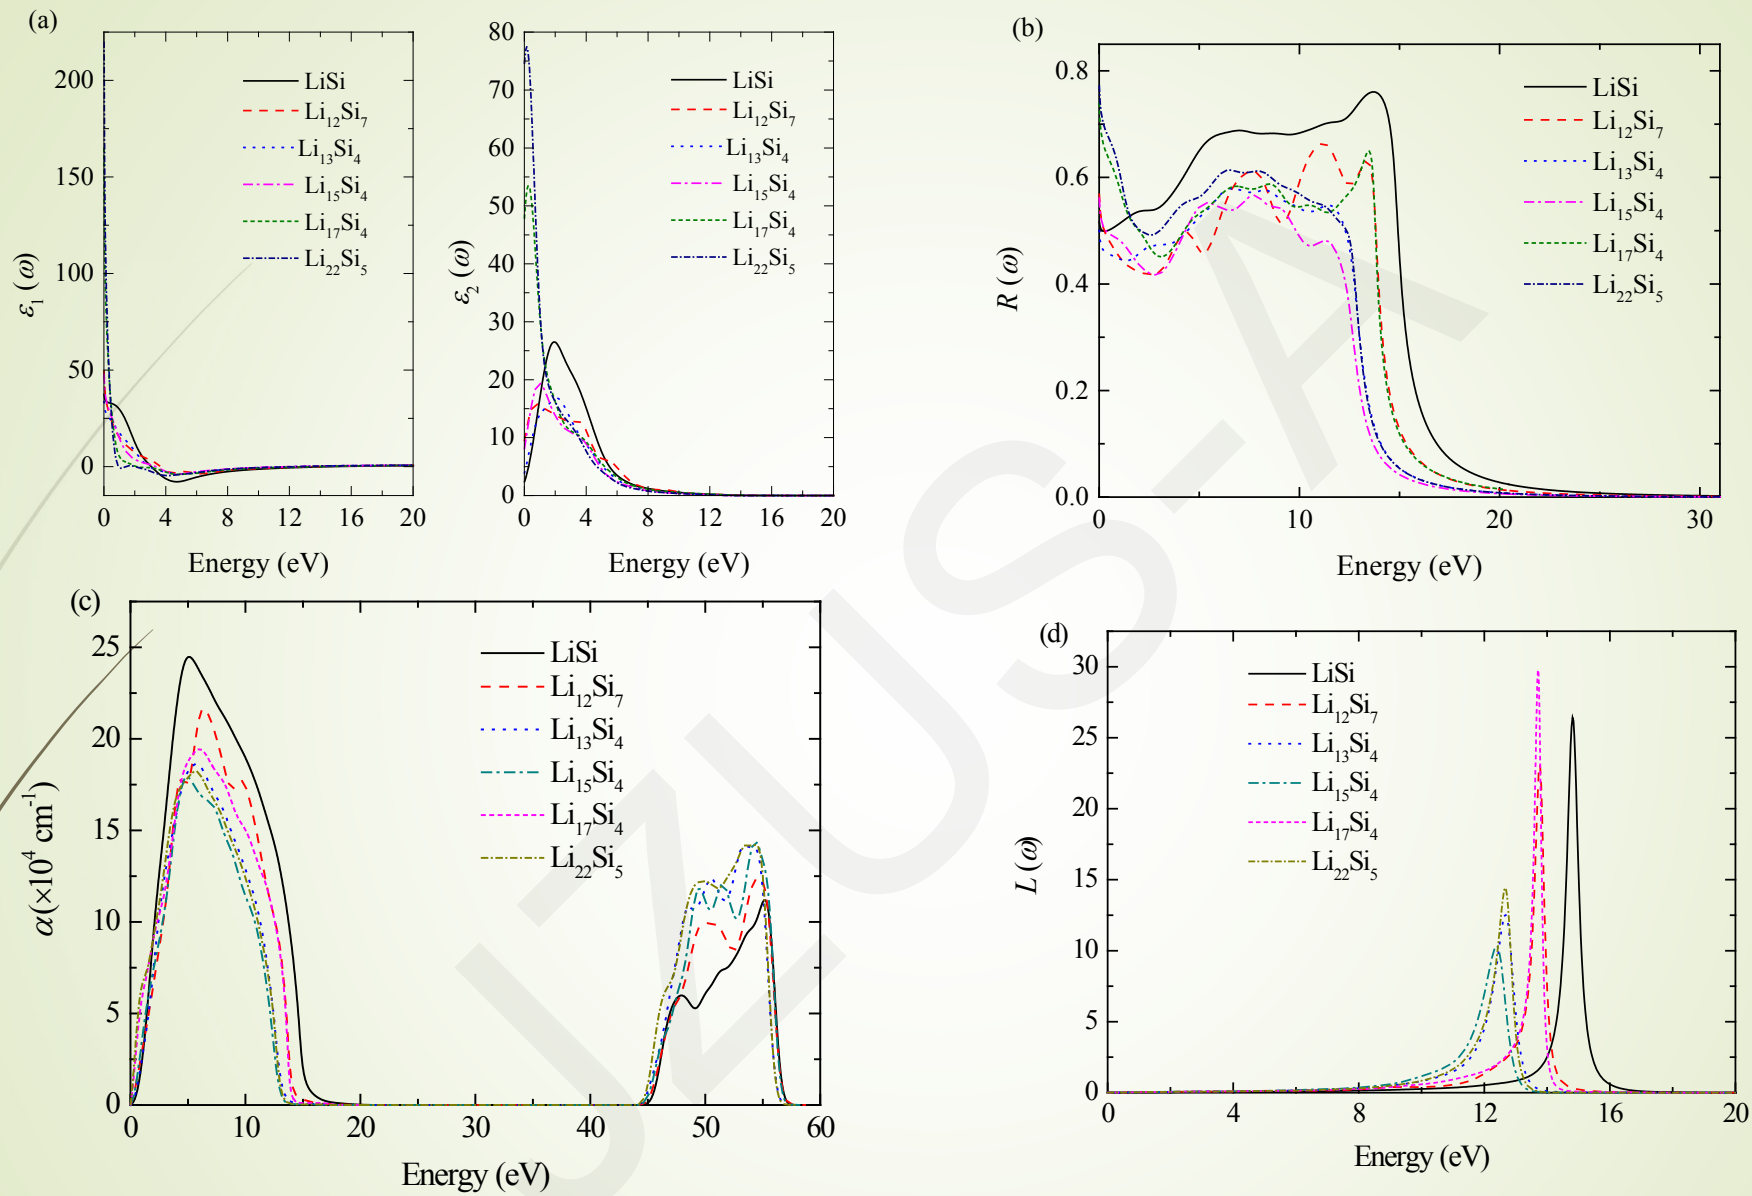 (a)
ε₁ (ω)
200
150
100
50
0
LiSi
Li₁₂Si₇
Li₁₃Si₄
Li₁₅Si₄
Li₁₇Si₄
Li₂₂Si₅
0 4 8 12 16 20
Energy (eV)
ε₂ (ω)
80
70
60
50
40
30
20
10
0
LiSi
Li₁₂Si₇
Li₁₃Si₄
Li₁₅Si₄
Li₁₇Si₄
Li₂₂Si₅
0 4 8 12 16 20
Energy (eV)
(b)
R (ω)
0.8
0.6
0.4
0.2
0.0
LiSi
Li₁₂Si₇
Li₁₃Si₄
Li₁₅Si₄
Li₁₇Si₄
Li₂₂Si₅
0 10 20 30
Energy (eV)
(c)
α(×10⁴ cm⁻¹)
25
20
15
10
5
0
LiSi
Li₁₂Si₇
Li₁₃Si₄
Li₁₅Si₄
Li₁₇Si₄
Li₂₂Si₅
0 10 20 30 40 50 60
Energy (eV)
(d)
L (ω)
30
25
20
15
10
5
0
LiSi
Li₁₂Si₇
Li₁₃Si₄
Li₁₅Si₄
Li₁₇Si₄
Li₂₂Si₅
0 4 8 12 16 20
Energy (eV)
JZUS-A